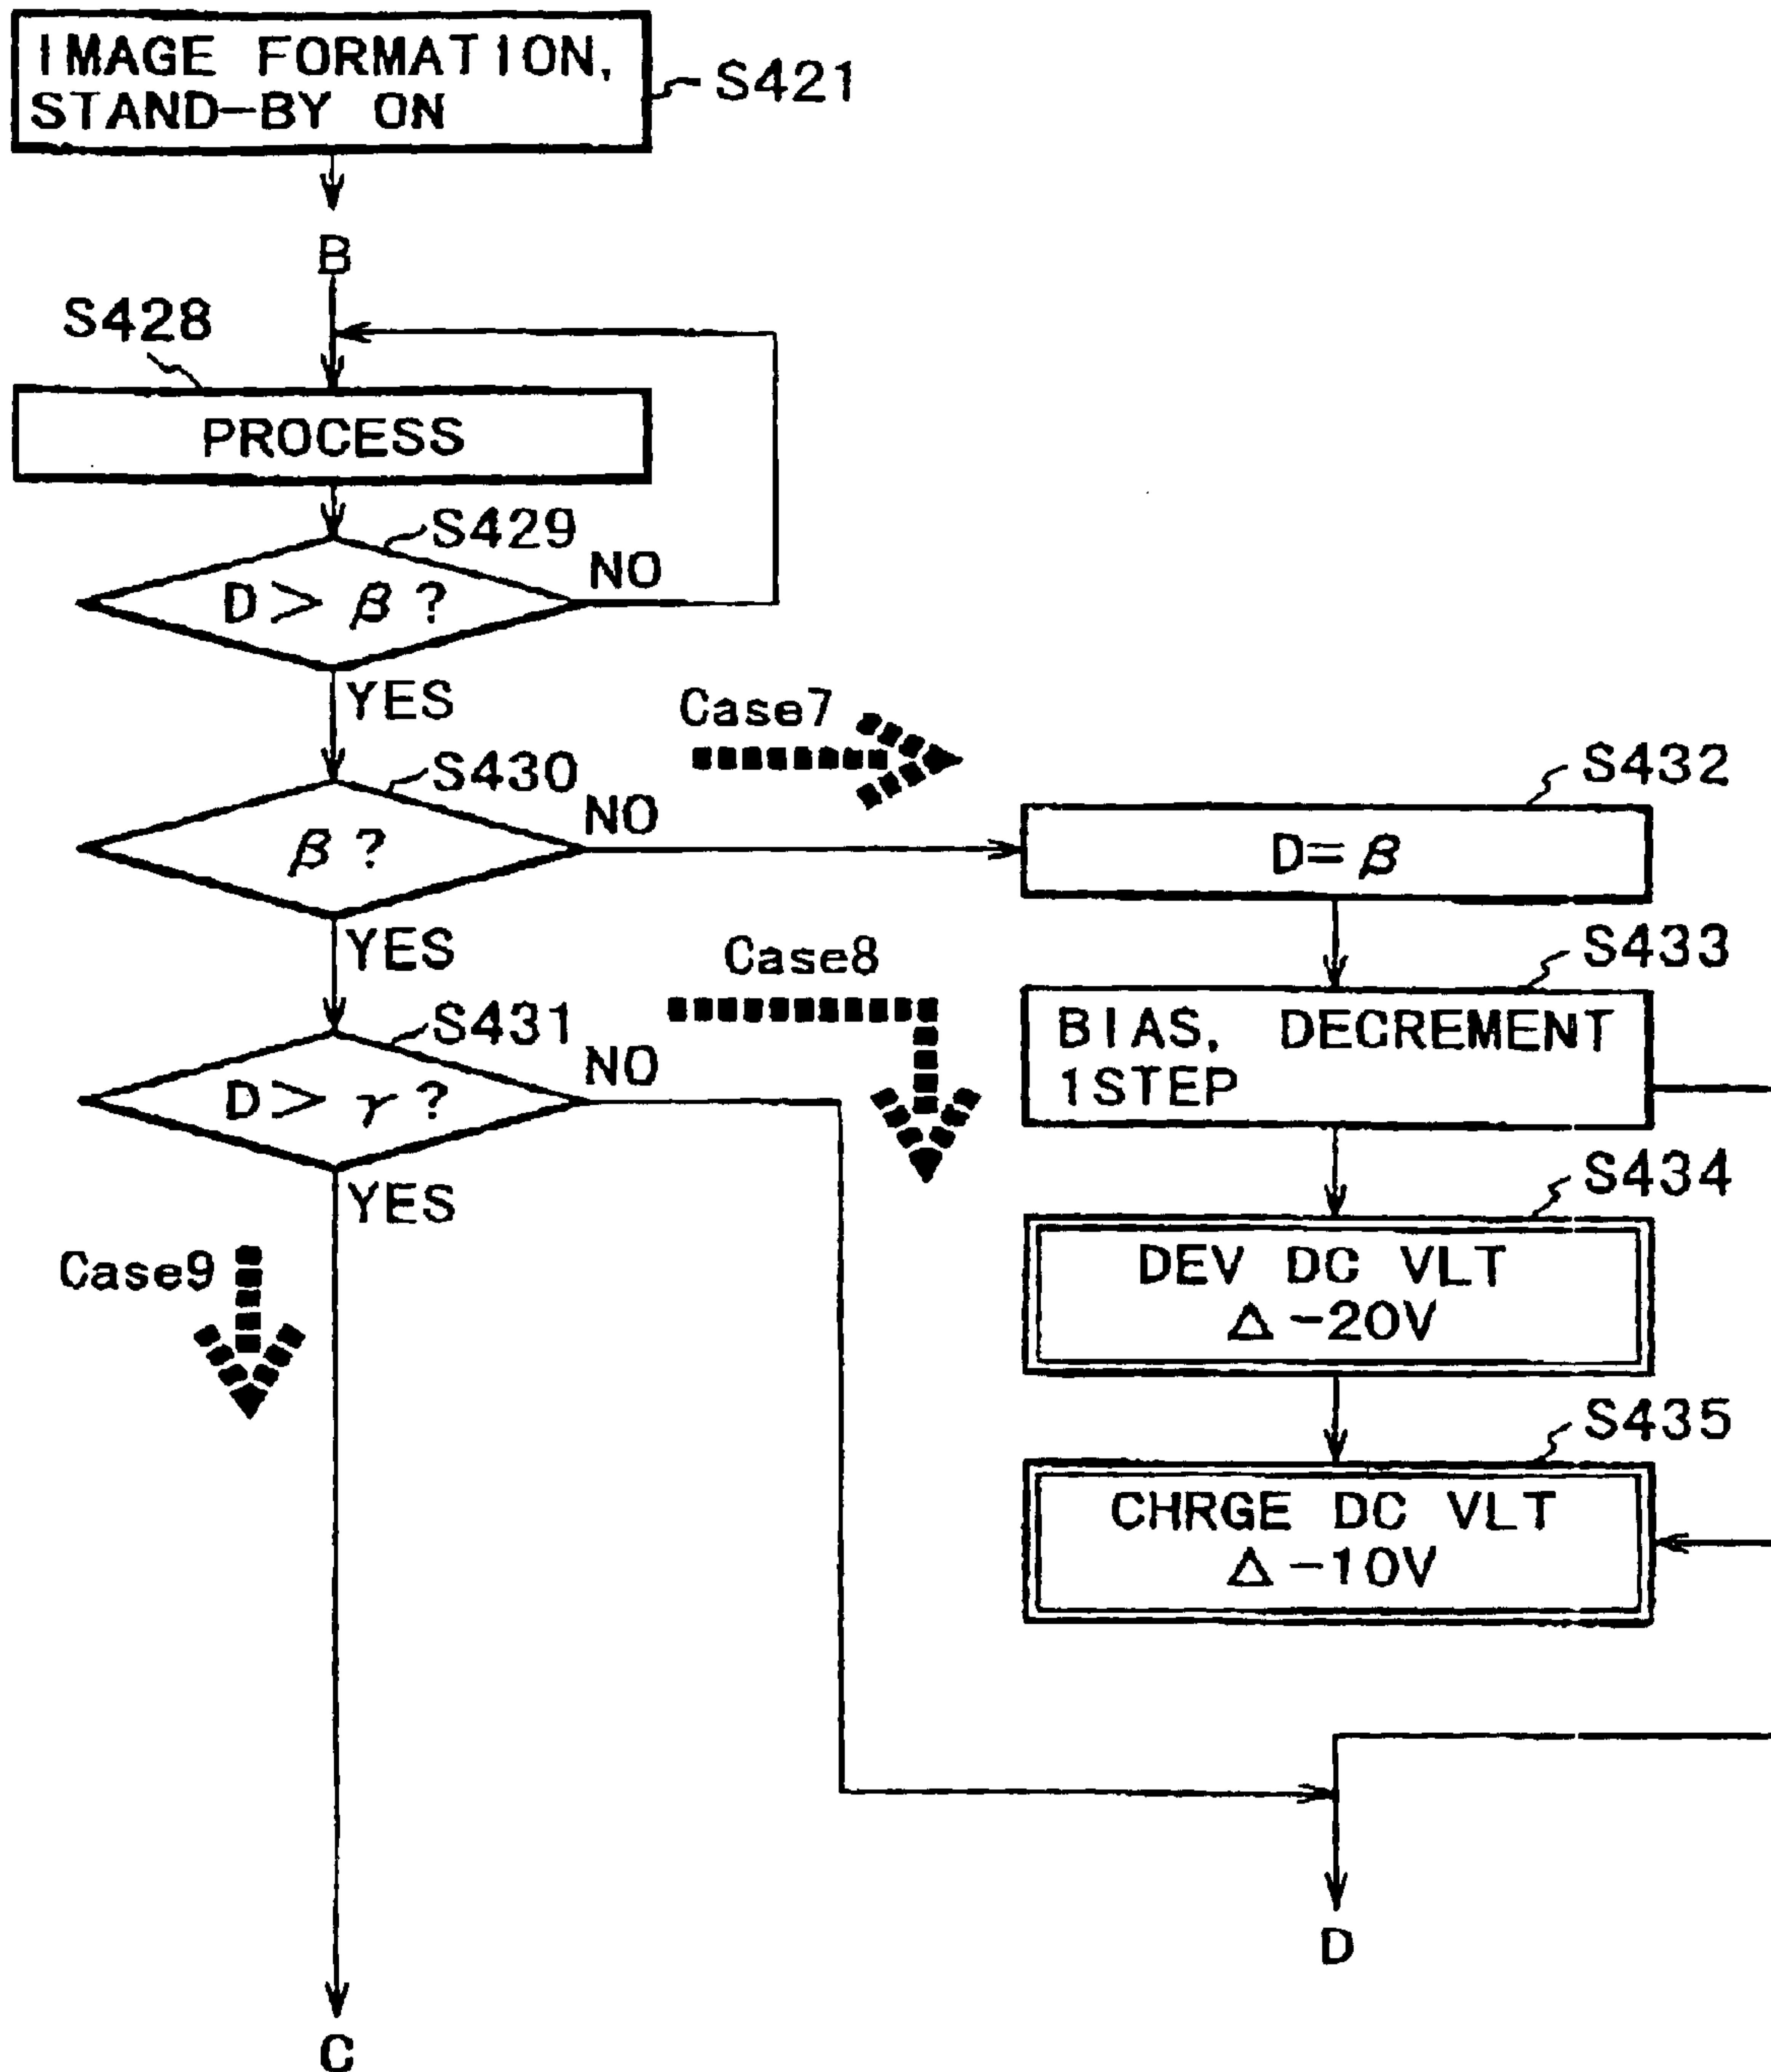 IMAGE FORMATION,
STAND-BY ON
S421
B
S428
PROCESS
S429
D> β?
NO
YES
Case7
S430
β?
NO
YES
S432
D=β
Case8
S433
BIAS, DECREMENT
1STEP
S431
D> γ?
NO
YES
S434
DEV DC VLT
Δ-20V
Case9
S435
CHRGE DC VLT
Δ-10V
D
C